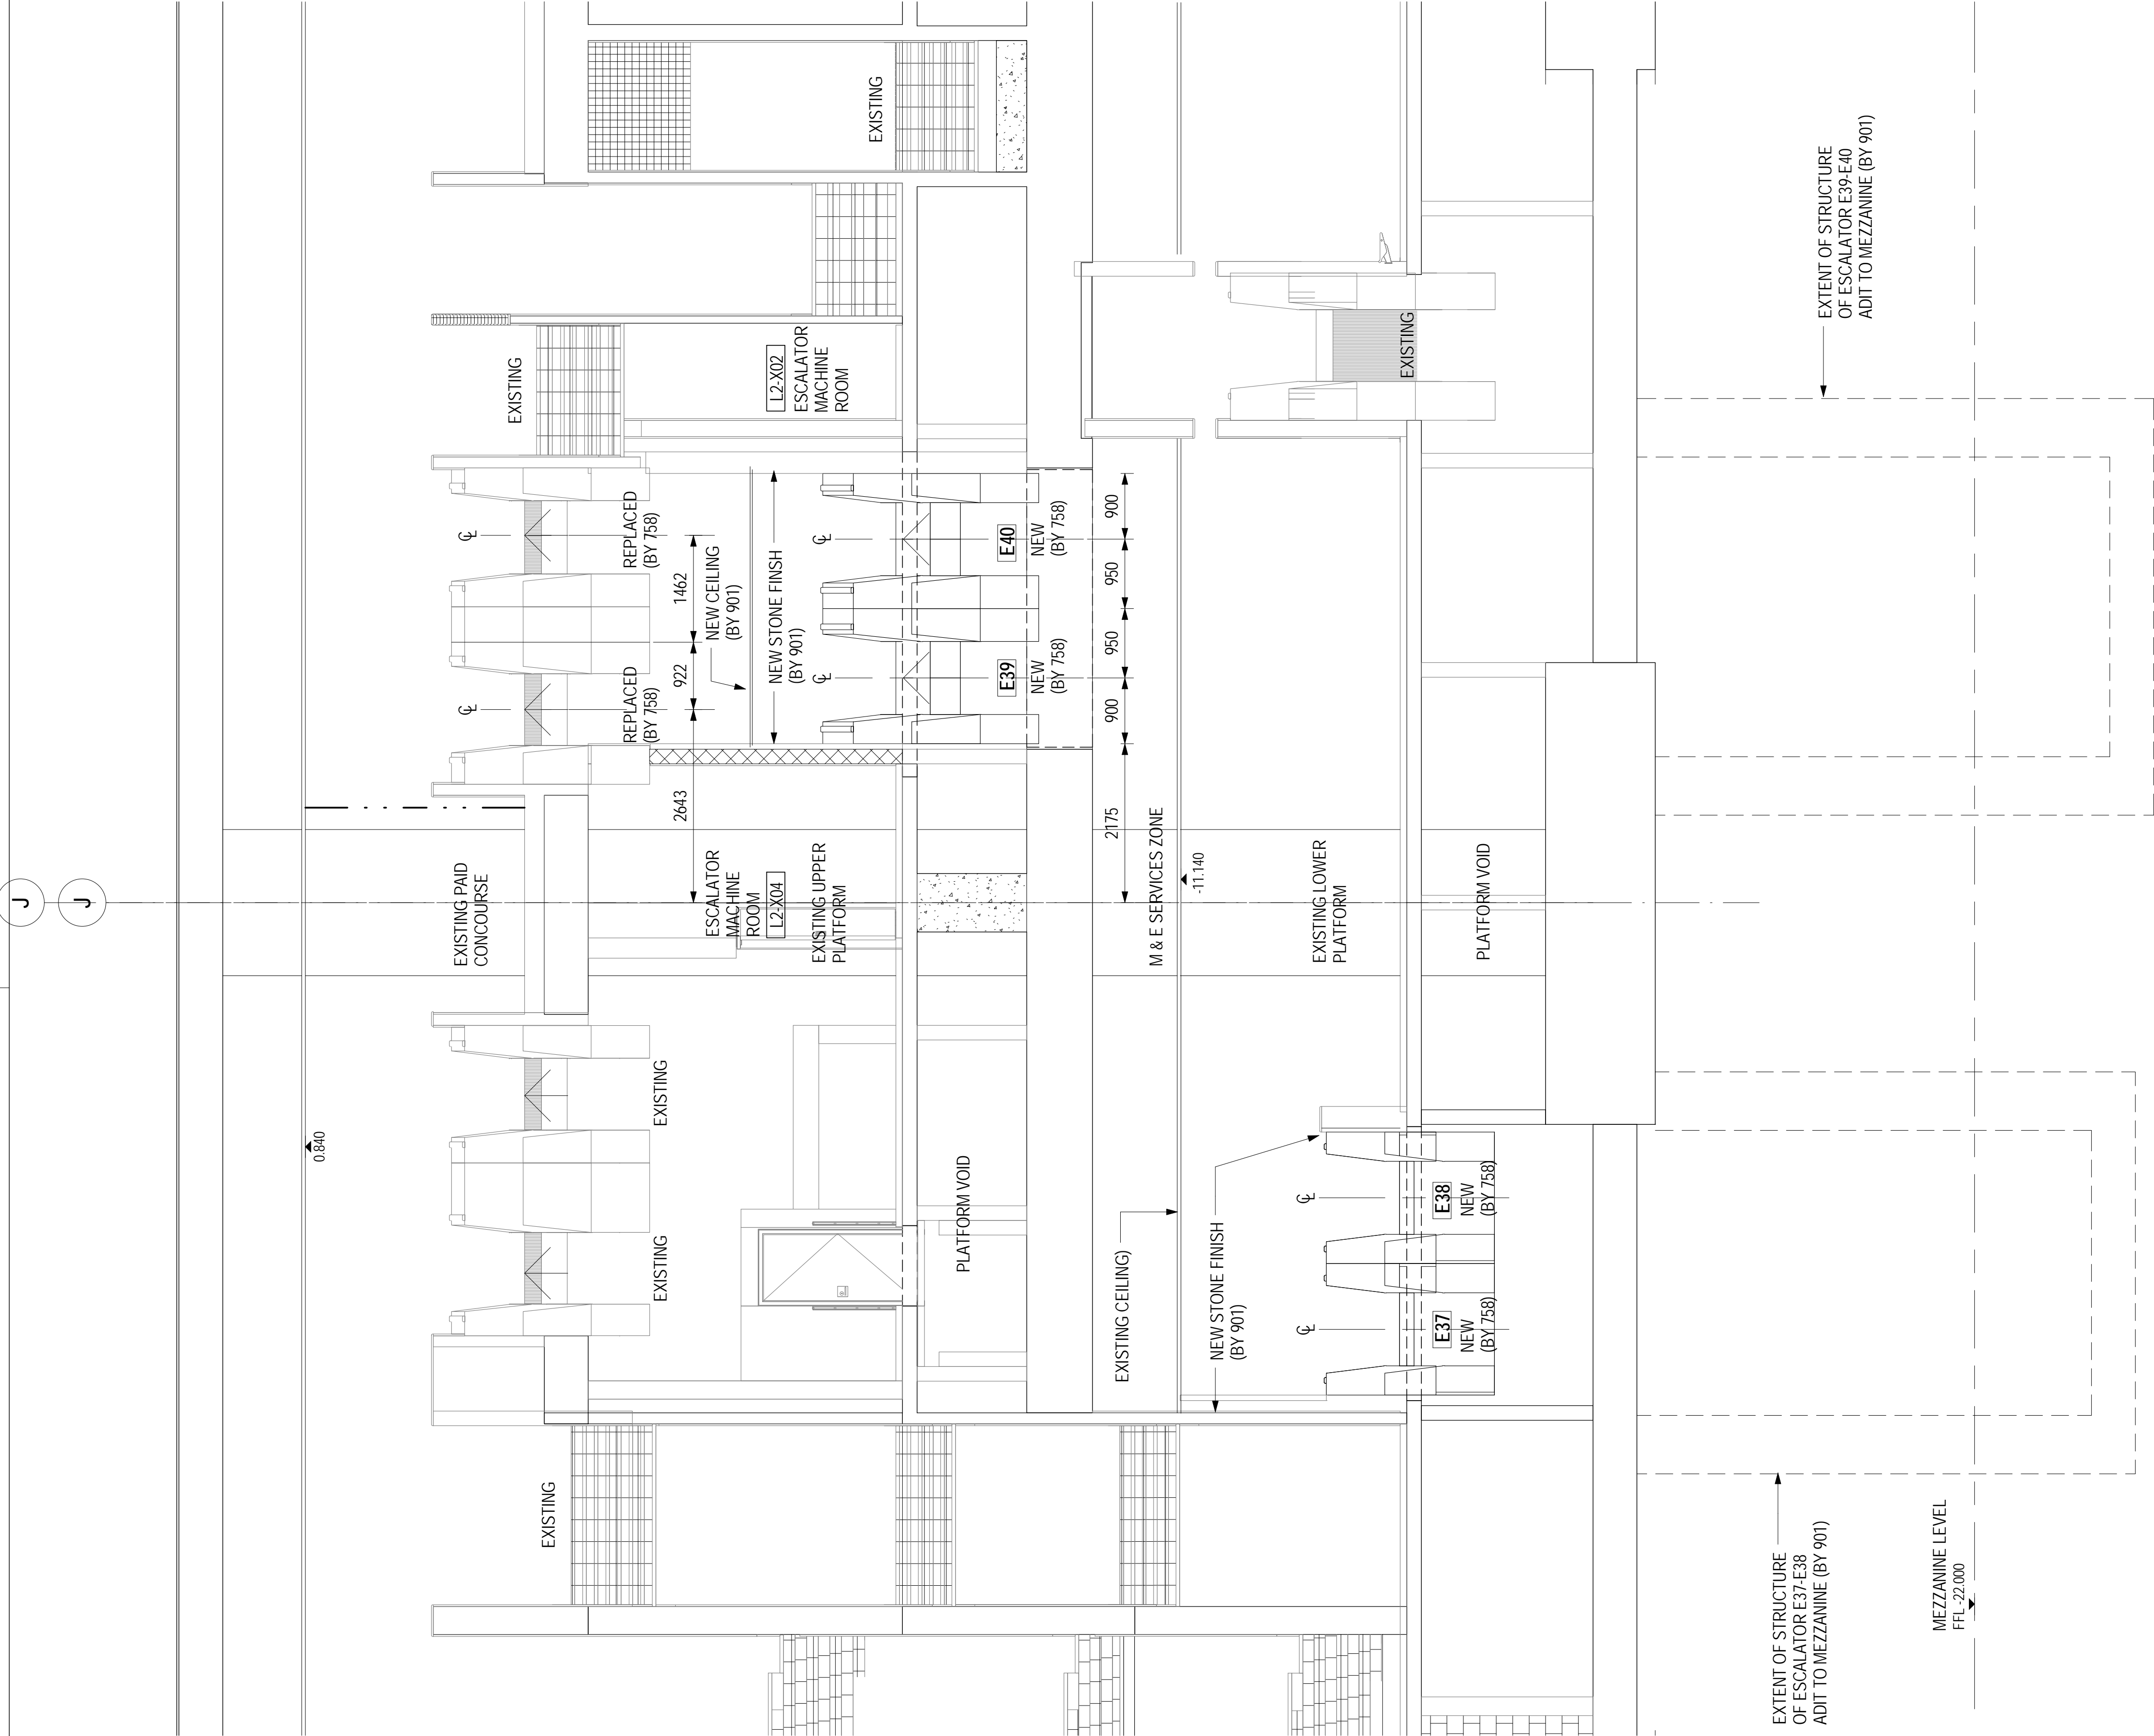 J
J
EXISTING PAID
CONCOURSE
0.840
EXISTING
EXISTING
EXISTING
EXISTING
EXISTING
REPLACED
(BY 758)
REPLACED
(BY 758)
℄
℄
2643
922
1462
NEW CEILING
(BY 901)
NEW STONE FINSH
(BY 901)
L2-X02
ESCALATOR
MACHINE
ROOM
ESCALATOR
MACHINE
ROOM
L2-X04
EXISTING UPPER
PLATFORM
℄
℄
E39
NEW
(BY 758)
E40
NEW
(BY 758)
2175
900
950
950
900
PLATFORM VOID
M & E SERVICES ZONE
-11.140
EXISTING CEILING)
NEW STONE FINISH
(BY 901)
EXISTING LOWER
PLATFORM
EXISTING
℄
℄
E37
NEW
(BY 758)
E38
NEW
(BY 758)
PLATFORM VOID
EXTENT OF STRUCTURE
OF ESCALATOR E37-E38
ADIT TO MEZZANINE (BY 901)
EXTENT OF STRUCTURE
OF ESCALATOR E39-E40
ADIT TO MEZZANINE (BY 901)
MEZZANINE LEVEL
FFL -22.000